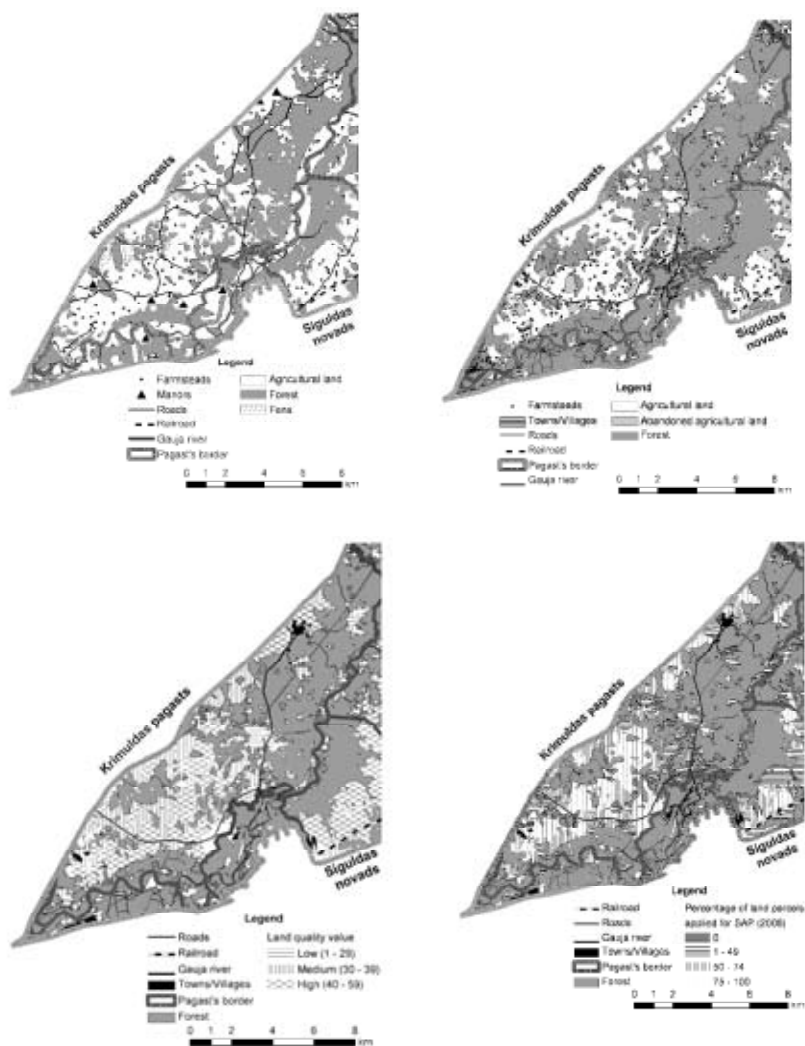 Krimuldas pagasts
Siguldas
novads
Legend
Farmsteads
Manors
Roads
Railroad
Gauja river
Pagast's border
Agricultural land
Forest
Fens
0 1 2 4 6 8
km
Krimuldas pagasts
Siguldas
novads
Legend
Farmsteads
Towns/Villages
Roads
Railroad
Pagast's border
Gauja river
Agricultural land
Abandoned agricultural land
Forest
0 1 2 4 6 8
km
Krimuldas pagasts
Siguldas
novads
Legend
Roads
Railroad
Gauja river
Towns/Villages
Pagast's border
Forest
Land quality value
Low (1 - 29)
Medium (30 - 39)
High (40 - 59)
0 1 2 4 6 8
km
Krimuldas pagasts
Siguldas
novads
Legend
Railroad
Roads
Gauja river
Towns/Villages
Pagast's border
Forest
Percentage of land parcels
applied for SAP (2008)
0
1 - 49
50 - 74
75 - 100
0 1 2 4 6 8
km